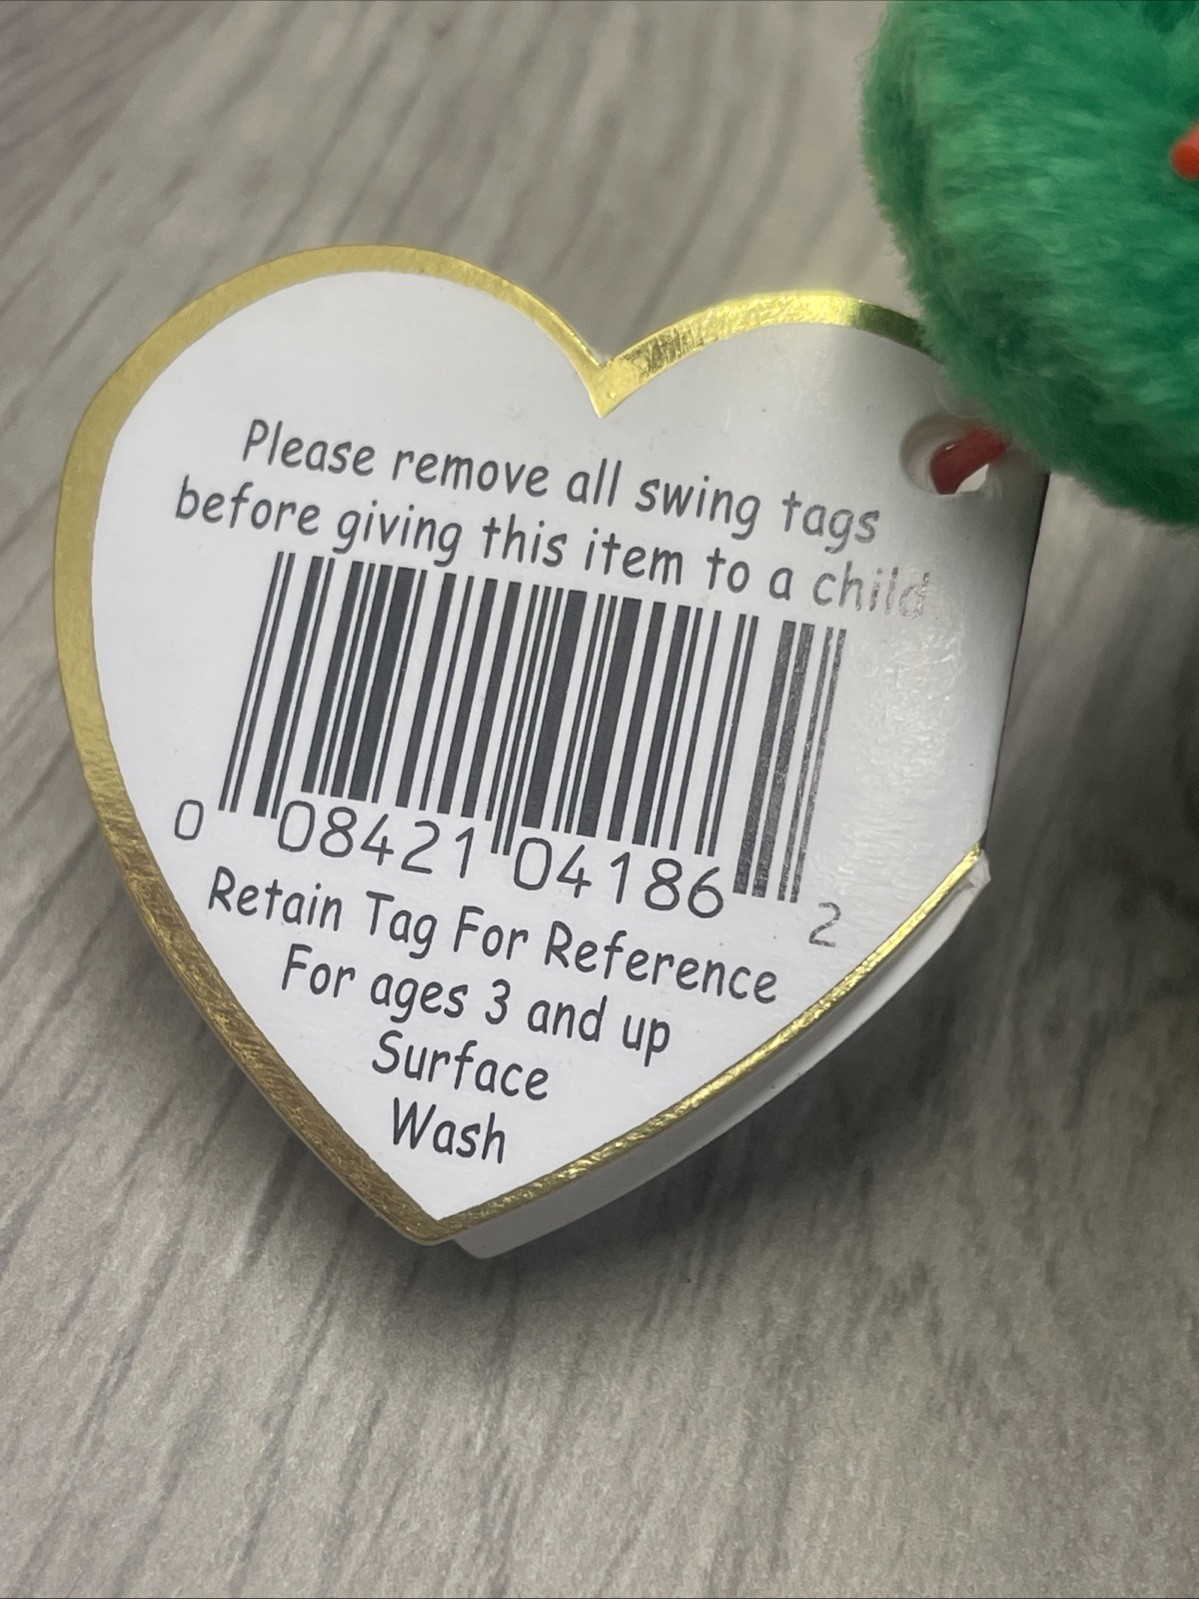 Please remove all swing tags
before giving this item to a child.
0 08421 04186 2
Retain Tag For Reference
For ages 3 and up
Surface
Wash